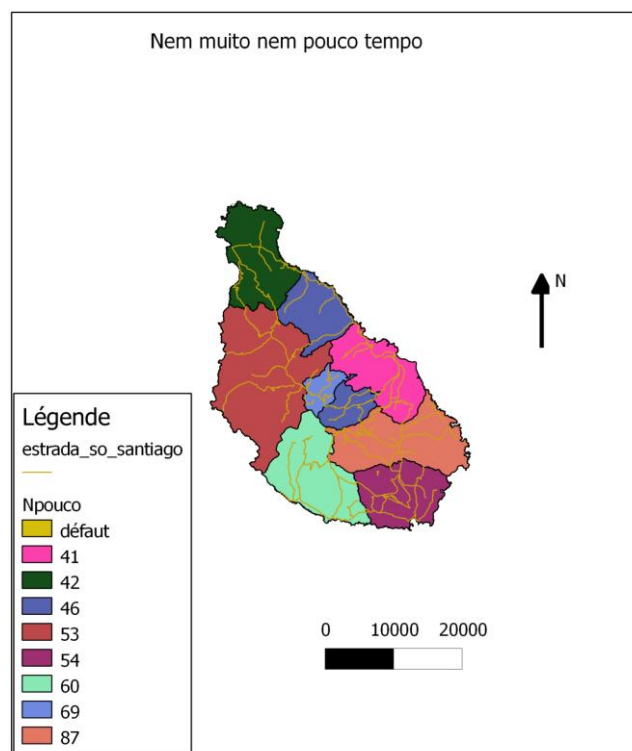 Nem muito nem pouco tempo
N
Légende
estrada_so_santiago
Npouco
défaut
41
42
46
53
54
60
69
87
0 10000 20000